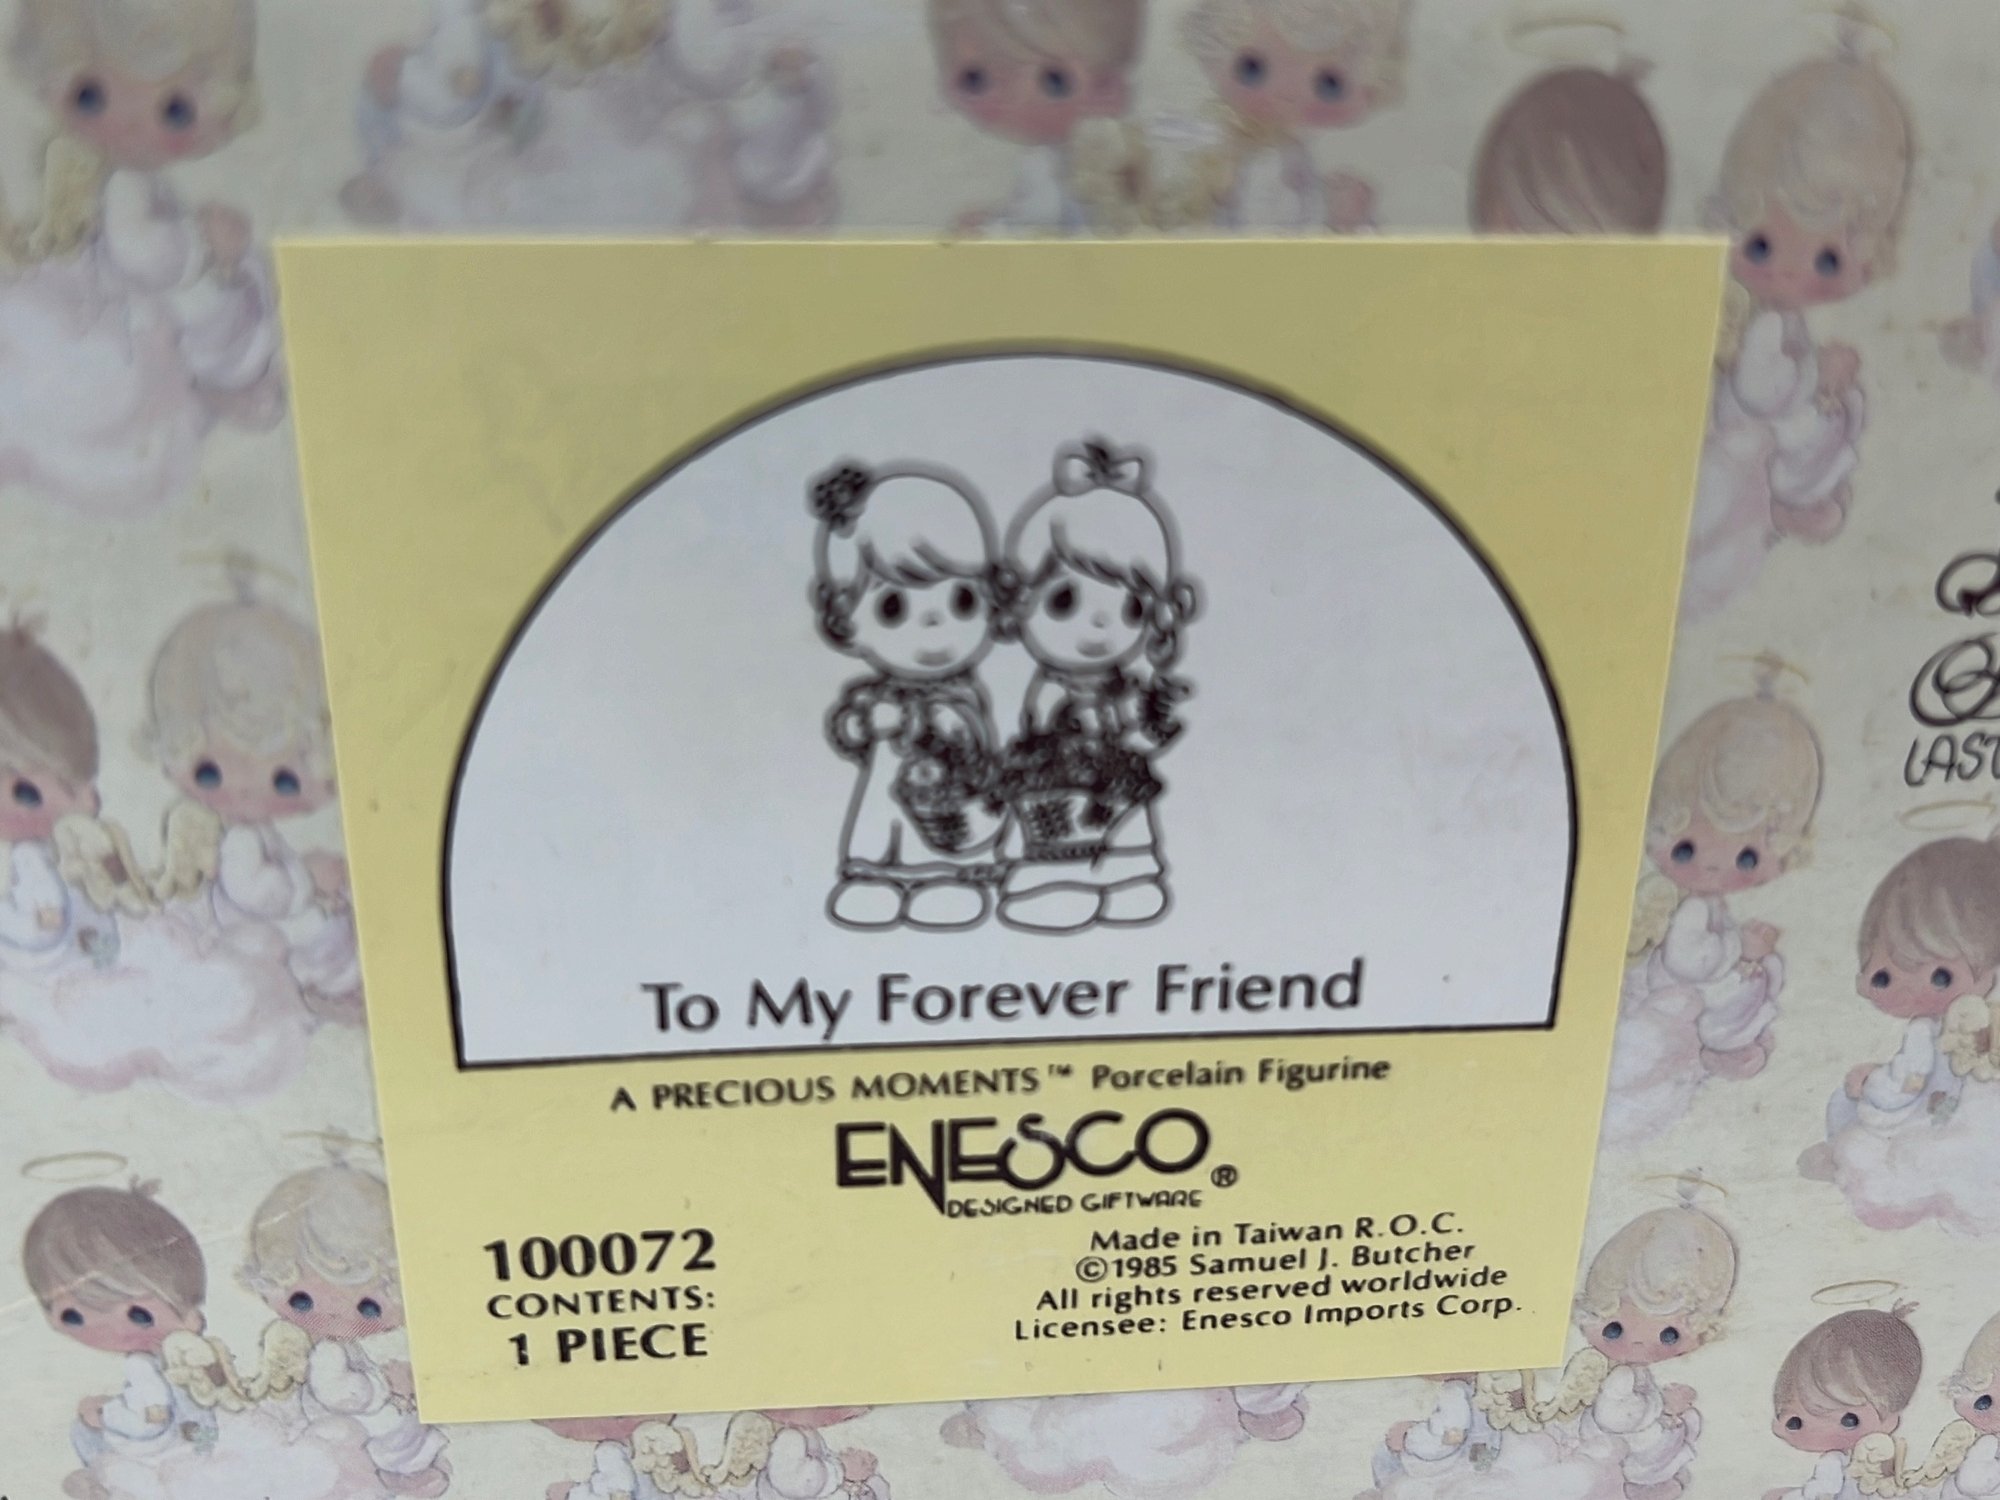 To My Forever Friend
A PRECIOUS MOMENTS™ Porcelain Figurine
ENESCO®
DESIGNED GIFTWARE
100072
CONTENTS:
1 PIECE
Made in Taiwan R.O.C.
©1985 Samuel J. Butcher
All rights reserved worldwide
Licensee: Enesco Imports Corp.
LAST